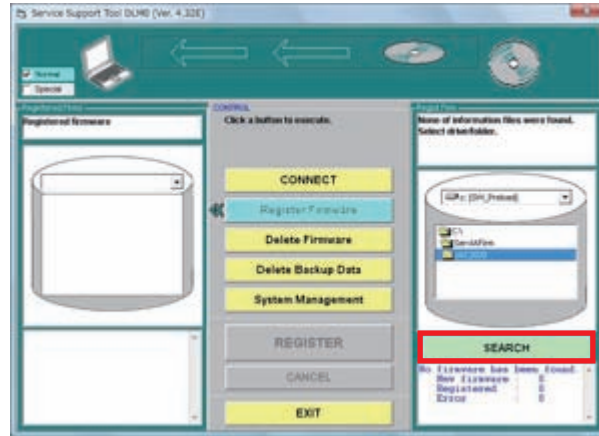 Service Support Tool DLM0 (Ver. 4.32E)
Normal
Special
Registered Firms
Registered firmware
CONTROL
Click a button to execute.
CONNECT
Register Firmware
Delete Firmware
Delete Backup Data
System Management
REGISTER
CANCEL
EXIT
None of information files were found.
Select drive/folder.
C:\
SEARCH
No firmware has been found.
New firmware : 0
Registered : 0
Error : 0